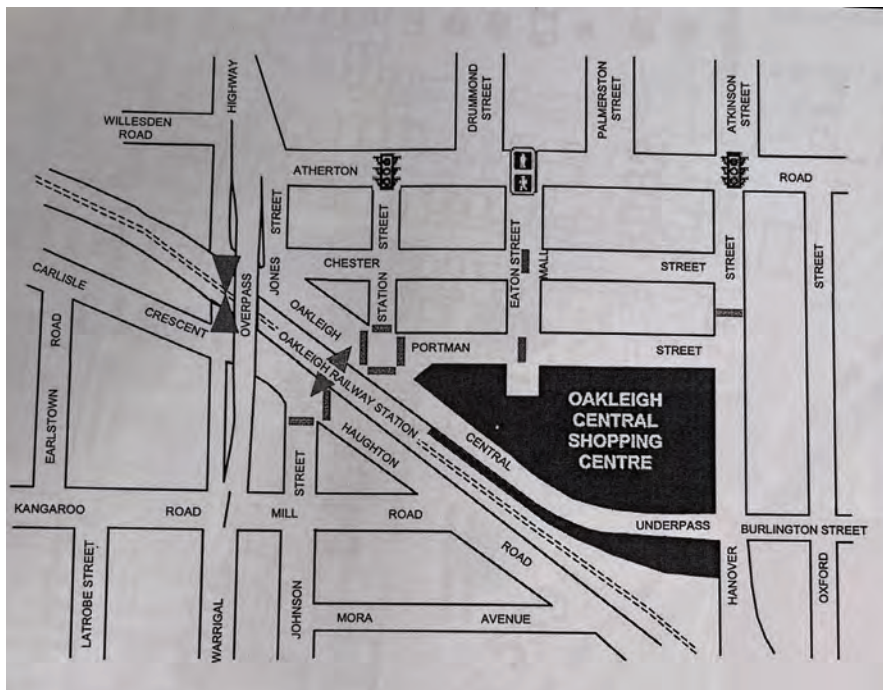 HIGHWAY
WILLESDEN
ROAD
DRUMMOND
STREET
PALMERSTON
STREET
ATKINSON
STREET
ATHERTON
ROAD
STREET
STREET
EATON STREET
MALL
STREET
STREET
CARLISLE
CRESCENT
OVERPASS
JONES
CHESTER
STREET
STATION
OAKLEIGH
OAKLEIGH RAILWAY STATION
PORTMAN
STREET
EARLSTOWN
ROAD
OAKLEIGH
CENTRAL
SHOPPING
CENTRE
CENTRAL
HAUGHTON
STREET
KANGAROO
ROAD
MILL
ROAD
UNDERPASS
BURLINGTON STREET
ROAD
LATROBE STREET
WARRIGAL
JOHNSON
MORA
AVENUE
HANOVER
OXFORD